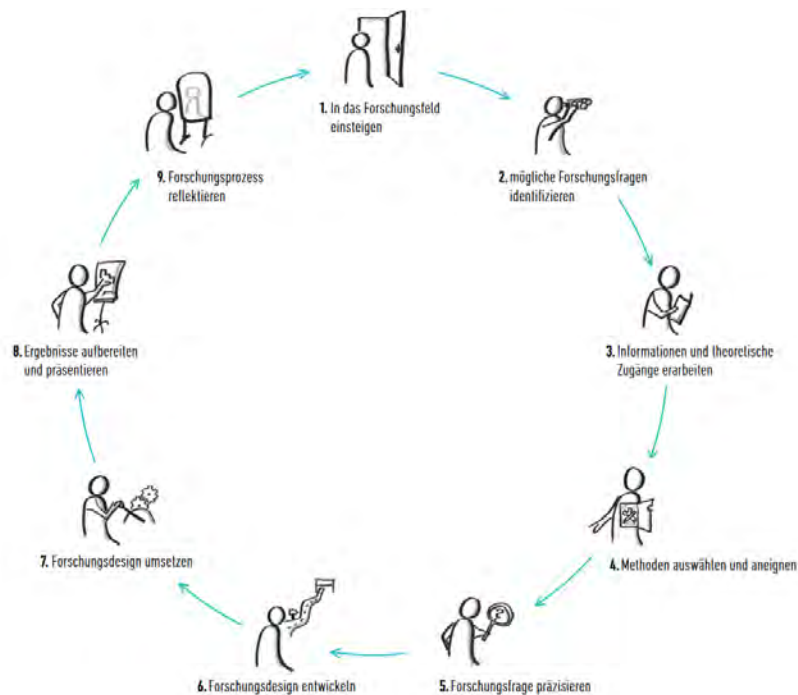 1. In das Forschungsfeld
einsteigen
2. mögliche Forschungsfragen
identifizieren
3. Informationen und theoretische
Zugänge erarbeiten
4. Methoden auswählen und aneignen
5. Forschungsfrage präzisieren
6. Forschungsdesign entwickeln
7. Forschungsdesign umsetzen
8. Ergebnisse aufbereiten
und präsentieren
9. Forschungsprozess
reflektieren